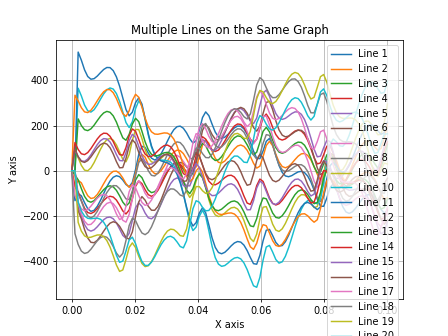 Multiple Lines on the Same Graph
Y axis
400
200
0
−200
−400
0.00
0.02
0.04
0.06
0.08
X axis
Line 1
Line 2
Line 3
Line 4
Line 5
Line 6
Line 7
Line 8
Line 9
Line 10
Line 11
Line 12
Line 13
Line 14
Line 15
Line 16
Line 17
Line 18
Line 19
Line 20